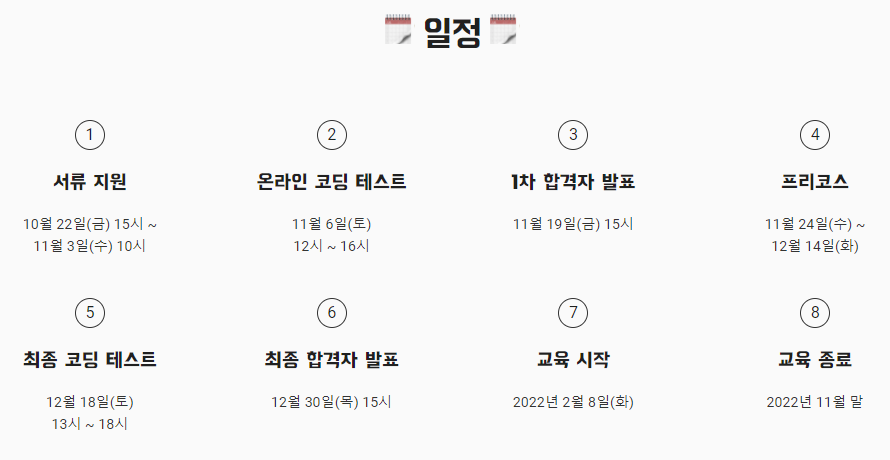 일정
1
서류 지원
10월 22일(금) 15시 ~
11월 3일(수) 10시
2
온라인 코딩 테스트
11월 6일(토)
12시 ~ 16시
3
1차 합격자 발표
11월 19일(금) 15시
4
프리코스
11월 24일(수) ~
12월 14일(화)
5
최종 코딩 테스트
12월 18일(토)
13시 ~ 18시
6
최종 합격자 발표
12월 30일(목) 15시
7
교육 시작
2022년 2월 8일(화)
8
교육 종료
2022년 11월 말